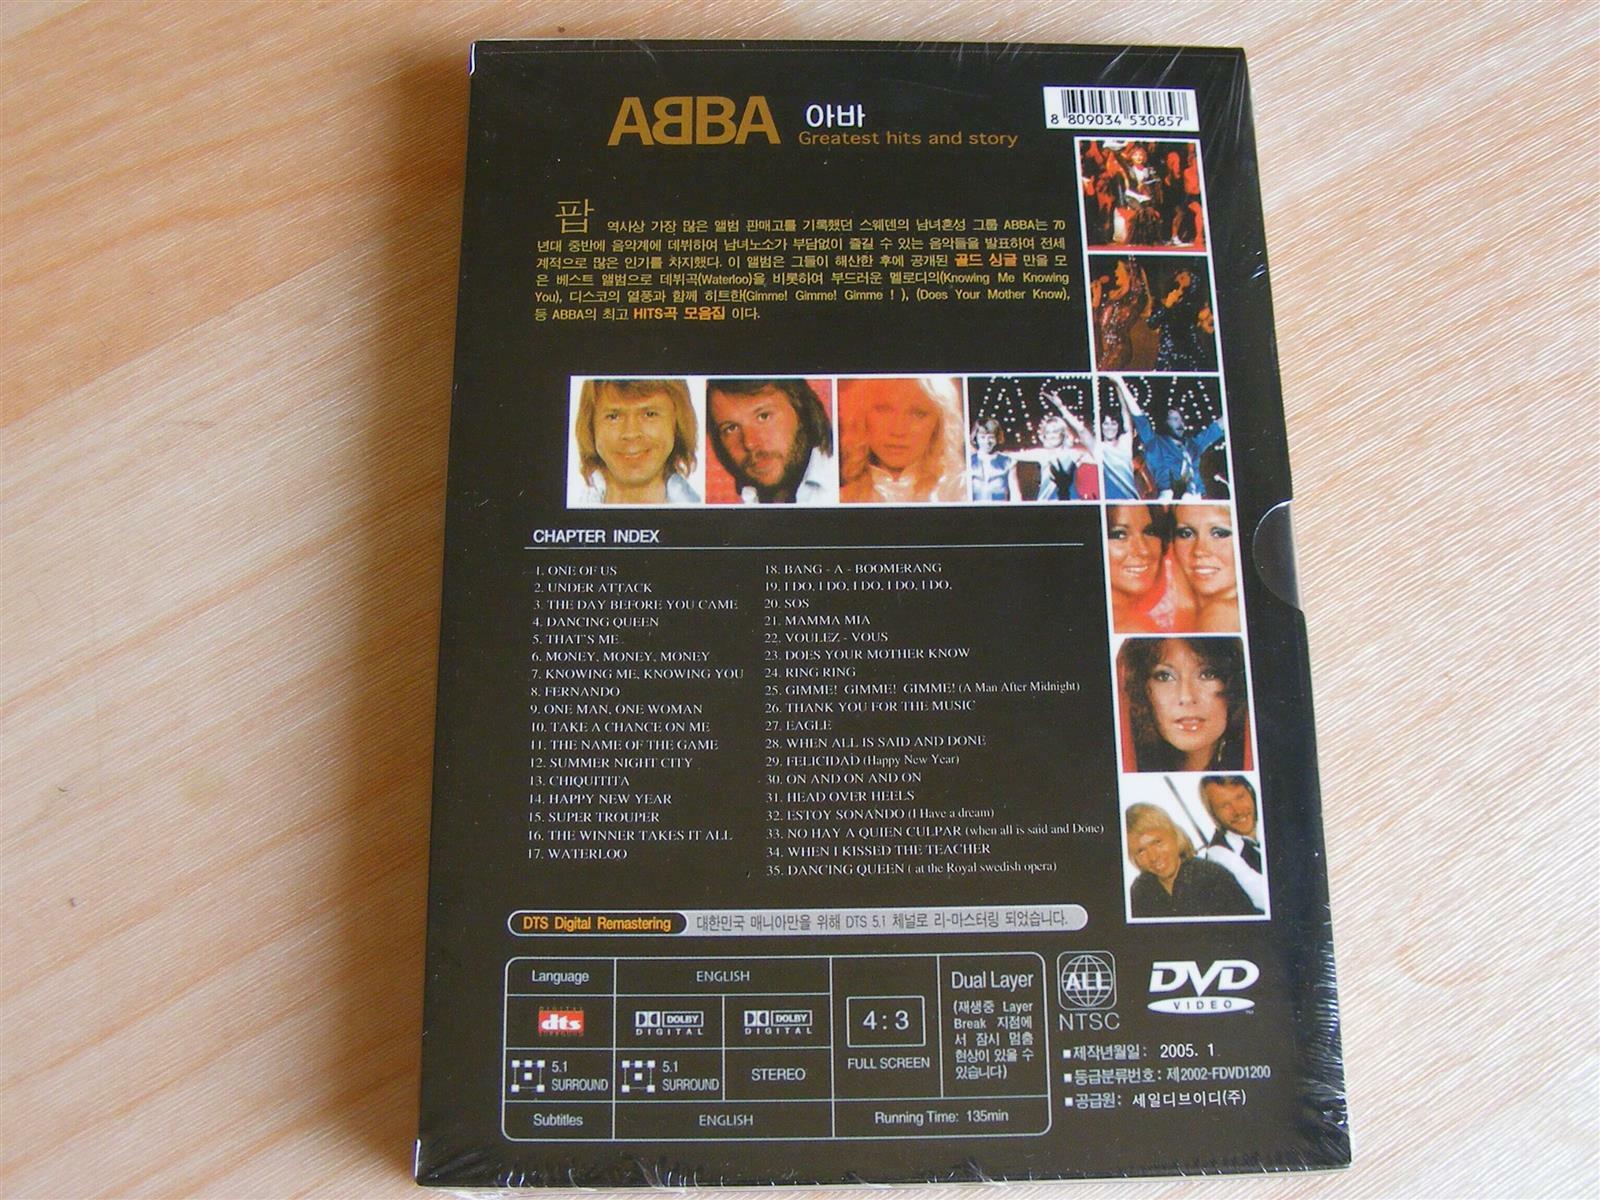 ABBA 아바
Greatest hits and story
8 809034 530857
팝 역사상 가장 많은 앨범 판매고를 기록했던 스웨덴의 남녀혼성 그룹 ABBA는 70
년대 중반에 음악계에 데뷔하여 남녀노소가 부담없이 즐길 수 있는 음악들을 발표하여 전세
계적으로 많은 인기를 차지했다. 이 앨범은 그들이 해산한 후에 공개된 골드 싱글 만을 모
은 베스트 앨범으로 데뷔곡(Waterloo)을 비롯하여 부드러운 멜로디의(Knowing Me Knowing
You), 디스코의 열풍과 함께 히트한(Gimme! Gimme! Gimme ! ), (Does Your Mother Know),
등 ABBA의 최고 HITS곡 모음집 이다.
ABBA
CHAPTER INDEX
1. ONE OF US
2. UNDER ATTACK
3. THE DAY BEFORE YOU CAME
4. DANCING QUEEN
5. THAT'S ME
6. MONEY, MONEY, MONEY
7. KNOWING ME, KNOWING YOU
8. FERNANDO
9. ONE MAN, ONE WOMAN
10. TAKE A CHANCE ON ME
11. THE NAME OF THE GAME
12. SUMMER NIGHT CITY
13. CHIQUITITA
14. HAPPY NEW YEAR
15. SUPER TROUPER
16. THE WINNER TAKES IT ALL
17. WATERLOO
18. BANG - A - BOOMERANG
19. I DO, I DO, I DO, I DO, I DO,
20. SOS
21. MAMMA MIA
22. VOULEZ - VOUS
23. DOES YOUR MOTHER KNOW
24. RING RING
25. GIMME! GIMME! GIMME! (A Man After Midnight)
26. THANK YOU FOR THE MUSIC
27. EAGLE
28. WHEN ALL IS SAID AND DONE
29. FELICIDAD (Happy New Year)
30. ON AND ON AND ON
31. HEAD OVER HEELS
32. ESTOY SONANDO (I Have a dream)
33. NO HAY A QUIEN CULPAR (when all is said and Done)
34. WHEN I KISSED THE TEACHER
35. DANCING QUEEN ( at the Royal swedish opera)
DTS Digital Remastering 대한민국 매니아만을 위해 DTS 5.1 체널로 리-마스터링 되었습니다.
Language ENGLISH
DIGITAL dts
DOLBY DIGITAL
DOLBY DIGITAL
5.1 SURROUND
5.1 SURROUND
STEREO
Subtitles ENGLISH
4 : 3
FULL SCREEN
Dual Layer
(재생중 Layer
Break 지점에
서 잠시 멈춤
현상이 있을 수
있습니다)
Running Time: 135min
ALL
NTSC
DVD
VIDEO
■제작년월일: 2005. 1
■등급분류번호: 제2002-FDVD1200
■공급원: 세일디브이디(주)